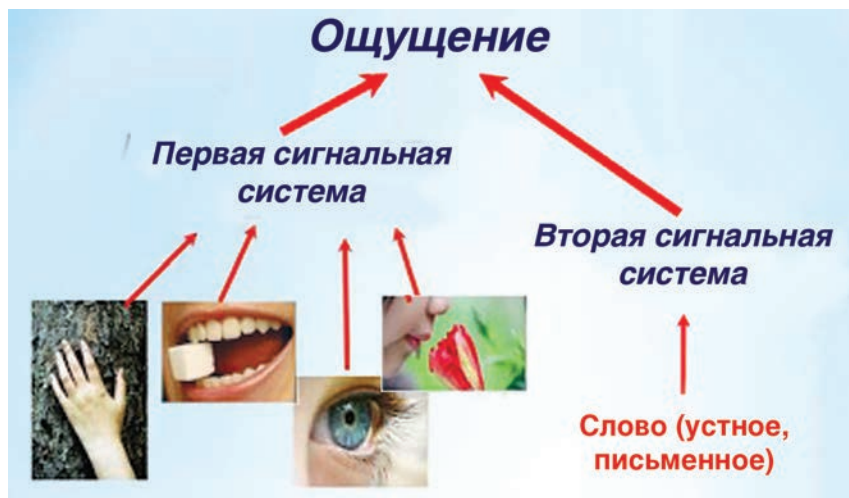 Ощущение
Первая сигнальная
система
Вторая сигнальная
система
Слово (устное,
письменное)